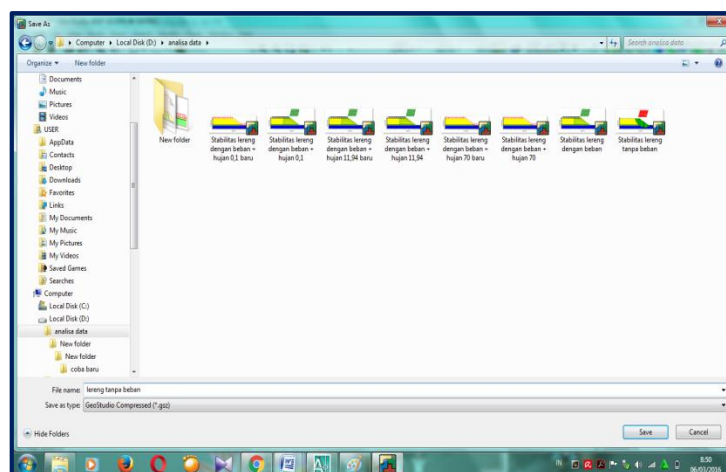 Save As
Computer ▸ Local Disk (D:) ▸ analisa data ▸
Search analisa data
Organize ▾ New folder
Documents
Music
Pictures
Videos
USER
AppData
Contacts
Desktop
Downloads
Favorites
Links
My Documents
My Music
My Pictures
My Videos
Saved Games
Searches
Computer
Local Disk (C:)
Local Disk (D:)
analisa data
New folder
New folder
coba baru
New folder
Stabilitas lereng
dengan beban +
hujan 0,1 baru
Stabilitas lereng
dengan beban +
hujan 0,1
Stabilitas lereng
dengan beban +
hujan 11,94 baru
Stabilitas lereng
dengan beban +
hujan 11,94
Stabilitas lereng
dengan beban +
hujan 70 baru
Stabilitas lereng
dengan beban +
hujan 70
Stabilitas lereng
dengan beban
Stabilitas lereng
tanpa beban
File name: lereng tanpa beban
Save as type: GeoStudio Compressed (*.gsz)
Hide Folders
Save
Cancel
IN
8:50
06/03/2016